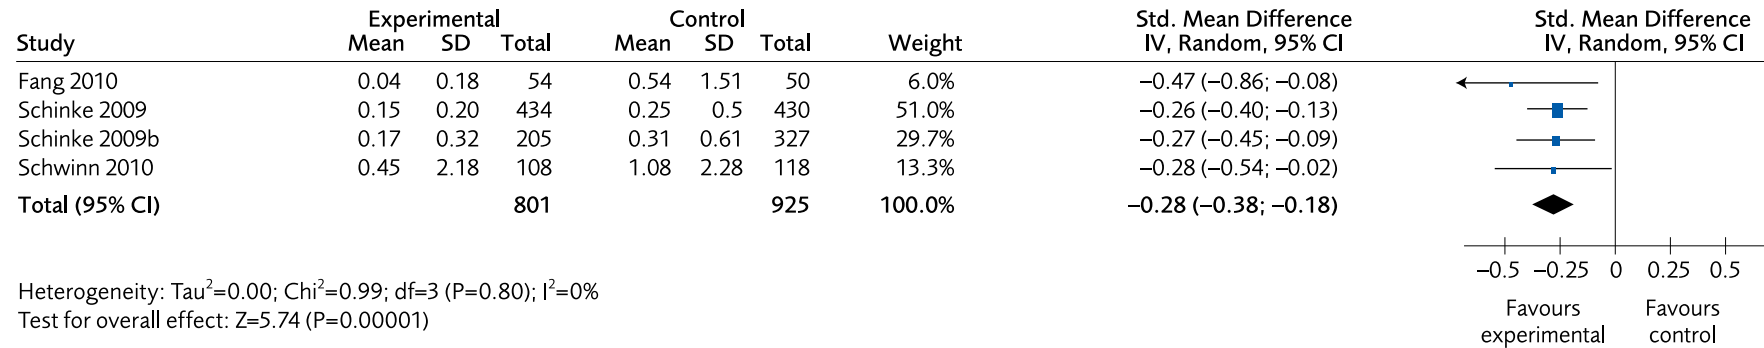 Experimental Control Std. Mean Difference Std. Mean Difference
Study Mean SD Total Mean SD Total Weight IV, Random, 95% CI IV, Random, 95% CI
Fang 2010 0.04 0.18 54 0.54 1.51 50 6.0% −0.47 (−0.86; −0.08)
Schinke 2009 0.15 0.20 434 0.25 0.5 430 51.0% −0.26 (−0.40; −0.13)
Schinke 2009b 0.17 0.32 205 0.31 0.61 327 29.7% −0.27 (−0.45; −0.09)
Schwinn 2010 0.45 2.18 108 1.08 2.28 118 13.3% −0.28 (−0.54; −0.02)
Total (95% CI) 801 925 100.0% −0.28 (−0.38; −0.18)
−0.5 −0.25 0 0.25 0.5
Heterogeneity: Tau²=0.00; Chi²=0.99; df=3 (P=0.80); I²=0%
Test for overall effect: Z=5.74 (P=0.00001)
Favours Favours
experimental control